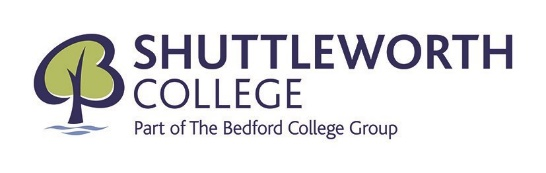 SHUTTLEWORTH
COLLEGE
Part of The Bedford College Group